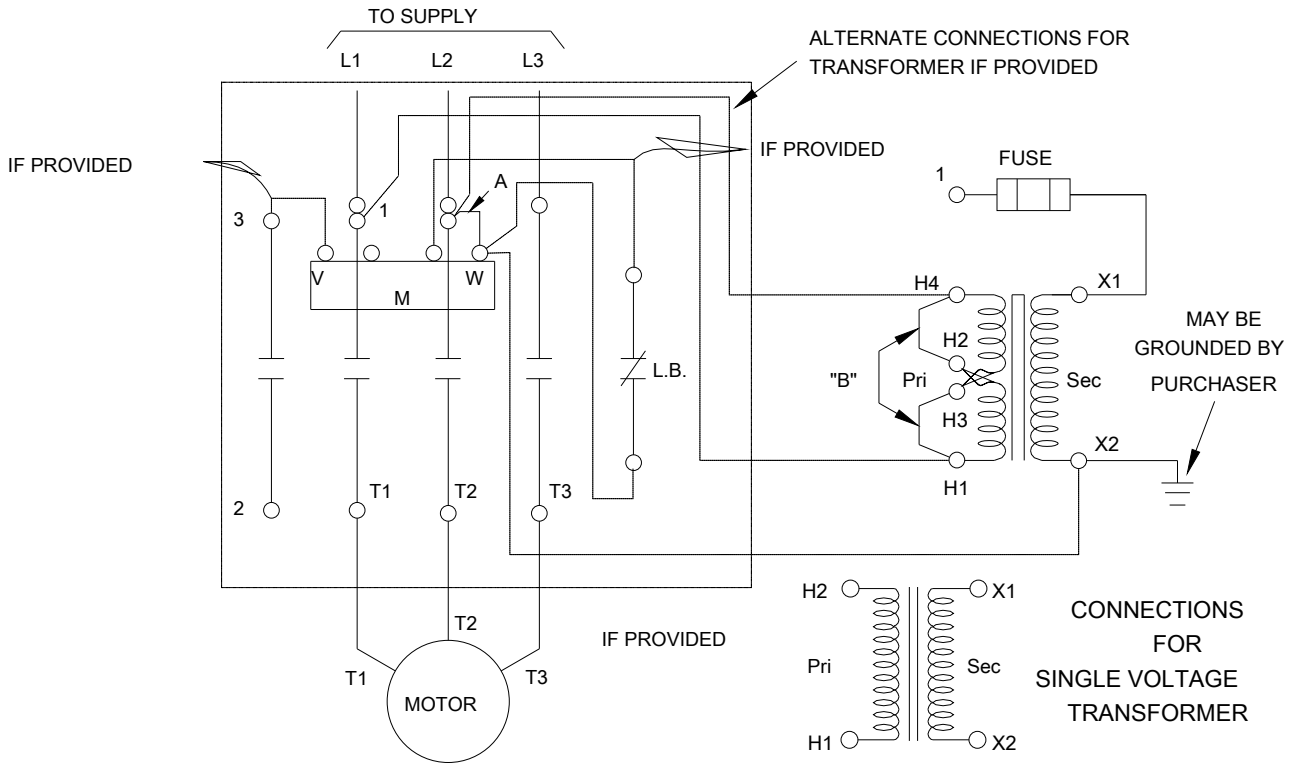 TO SUPPLY
L1 L2 L3
ALTERNATE CONNECTIONS FOR
TRANSFORMER IF PROVIDED
IF PROVIDED
IF PROVIDED
FUSE
1
A
3
1
V
W
M
H4
X1
MAY BE
GROUNDED BY
PURCHASER
H2
"B"
Pri
Sec
L.B.
H3
X2
H1
2
T1
T2
T3
H2
X1
CONNECTIONS
FOR
SINGLE VOLTAGE
TRANSFORMER
T2
IF PROVIDED
Pri
Sec
T1
T3
MOTOR
H1
X2